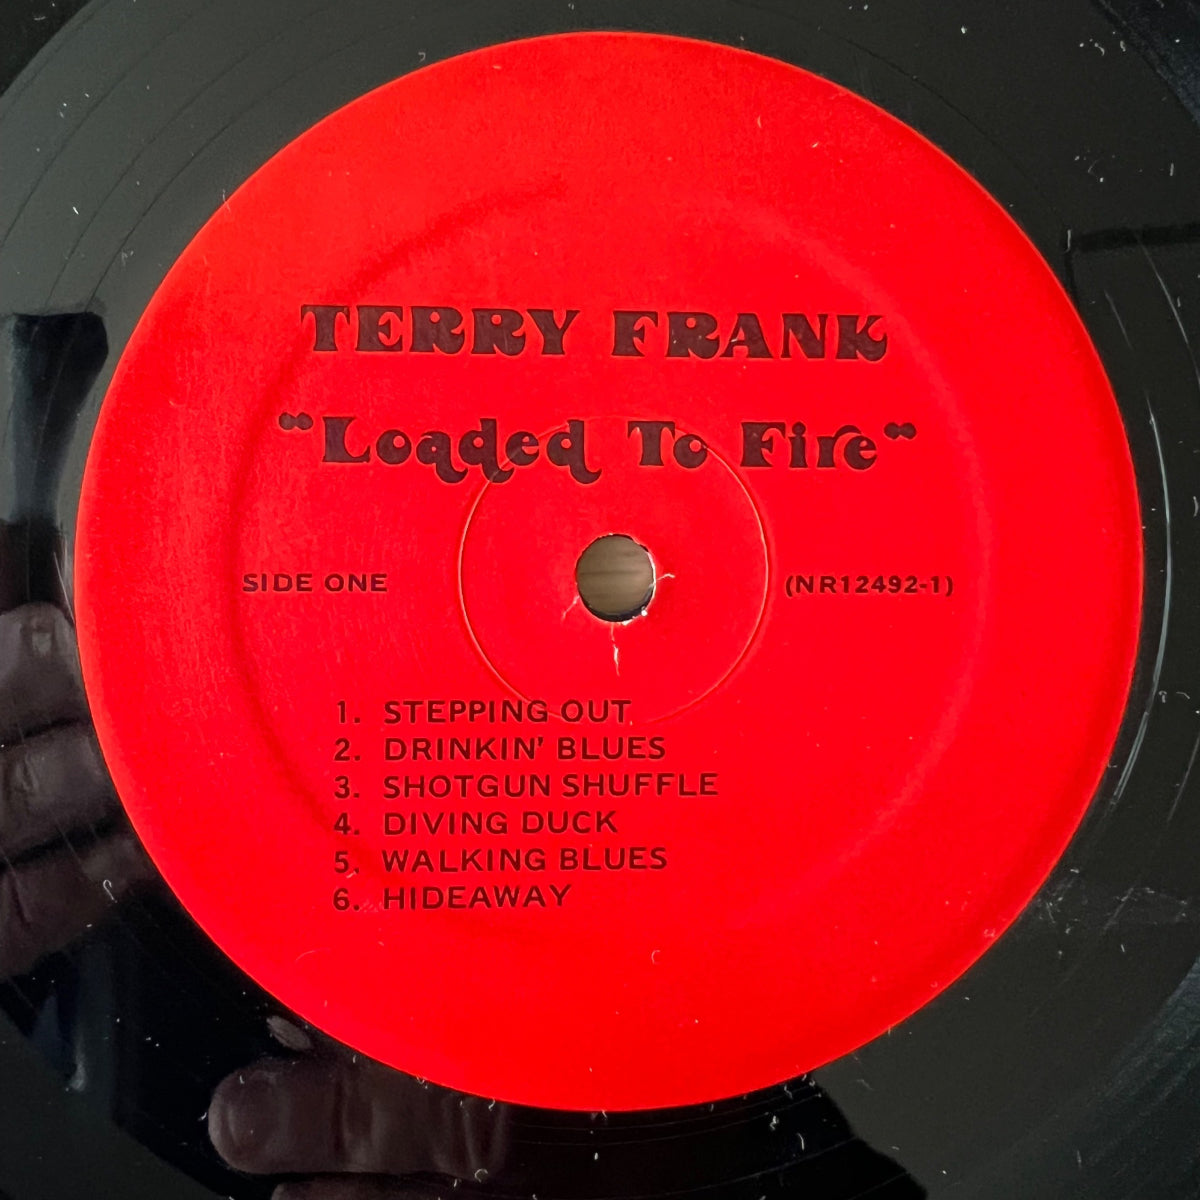 TERRY FRANK
"Loaded To Fire"
SIDE ONE (NR12492-1)
1. STEPPING OUT
2. DRINKIN' BLUES
3. SHOTGUN SHUFFLE
4. DIVING DUCK
5. WALKING BLUES
6. HIDEAWAY